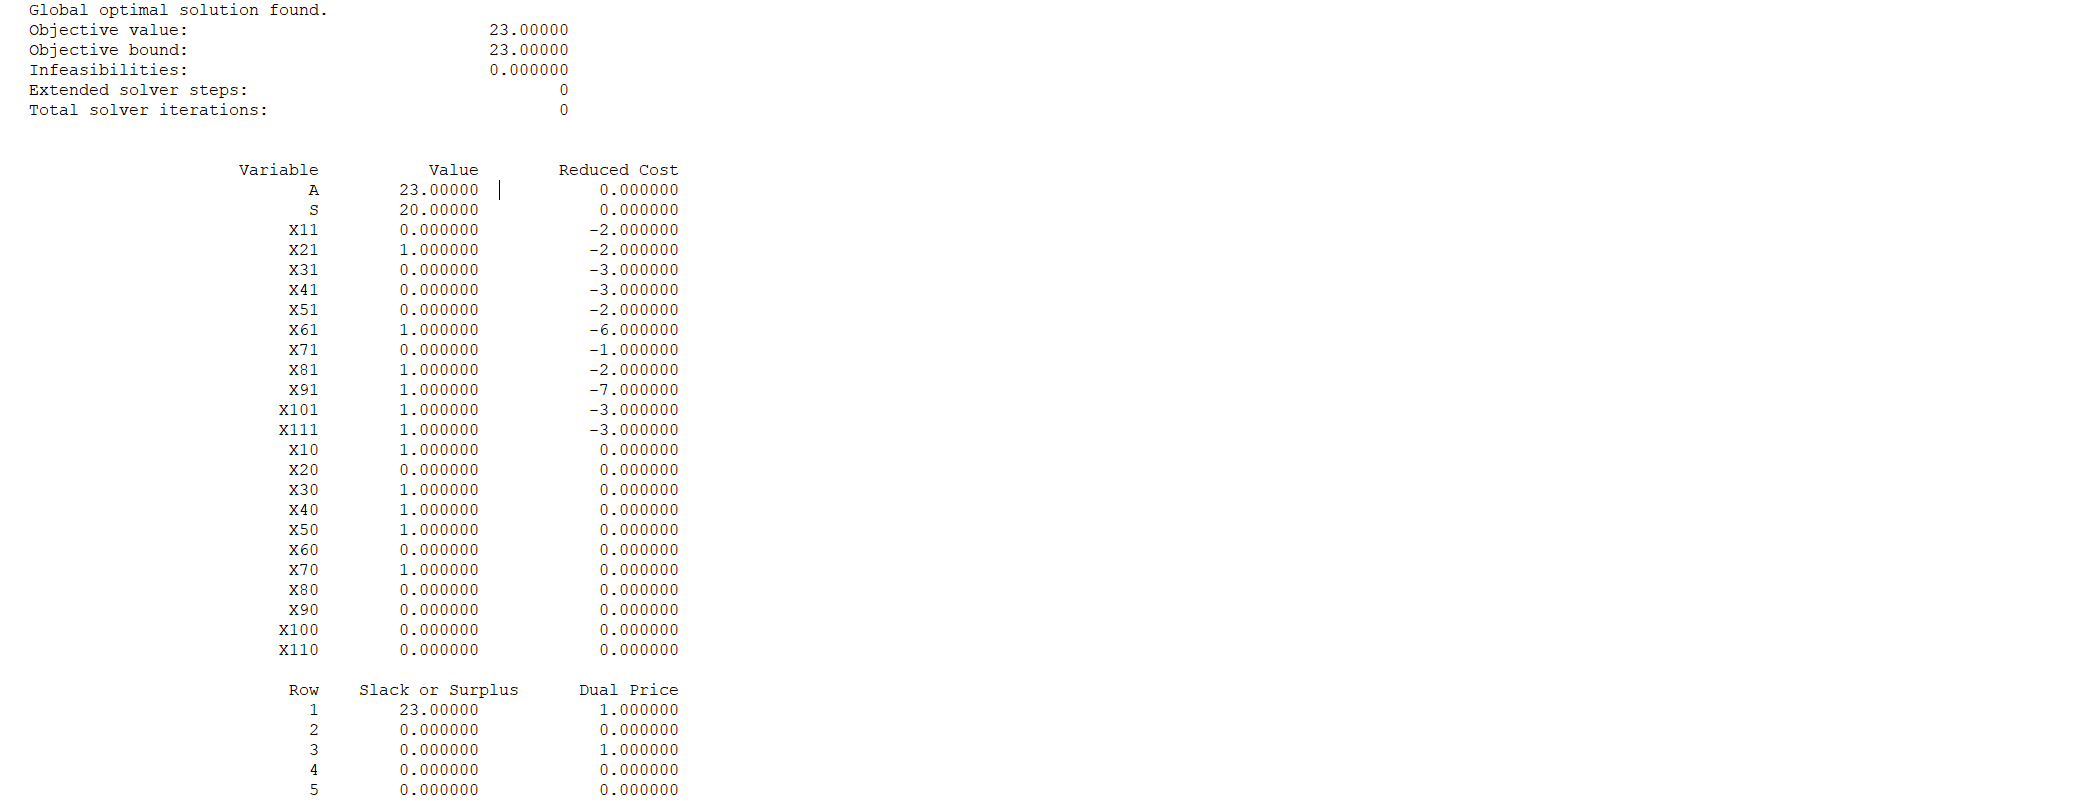 Global optimal solution found.
Objective value: 23.00000
Objective bound: 23.00000
Infeasibilities: 0.000000
Extended solver steps: 0
Total solver iterations: 0
Variable Value Reduced Cost
A 23.00000 0.000000
S 20.00000 0.000000
X11 0.000000 -2.000000
X21 1.000000 -2.000000
X31 0.000000 -3.000000
X41 0.000000 -3.000000
X51 0.000000 -2.000000
X61 1.000000 -6.000000
X71 0.000000 -1.000000
X81 1.000000 -2.000000
X91 1.000000 -7.000000
X101 1.000000 -3.000000
X111 1.000000 -3.000000
X10 1.000000 0.000000
X20 0.000000 0.000000
X30 1.000000 0.000000
X40 1.000000 0.000000
X50 1.000000 0.000000
X60 0.000000 0.000000
X70 1.000000 0.000000
X80 0.000000 0.000000
X90 0.000000 0.000000
X100 0.000000 0.000000
X110 0.000000 0.000000
Row Slack or Surplus Dual Price
1 23.00000 1.000000
2 0.000000 0.000000
3 0.000000 1.000000
4 0.000000 0.000000
5 0.000000 0.000000